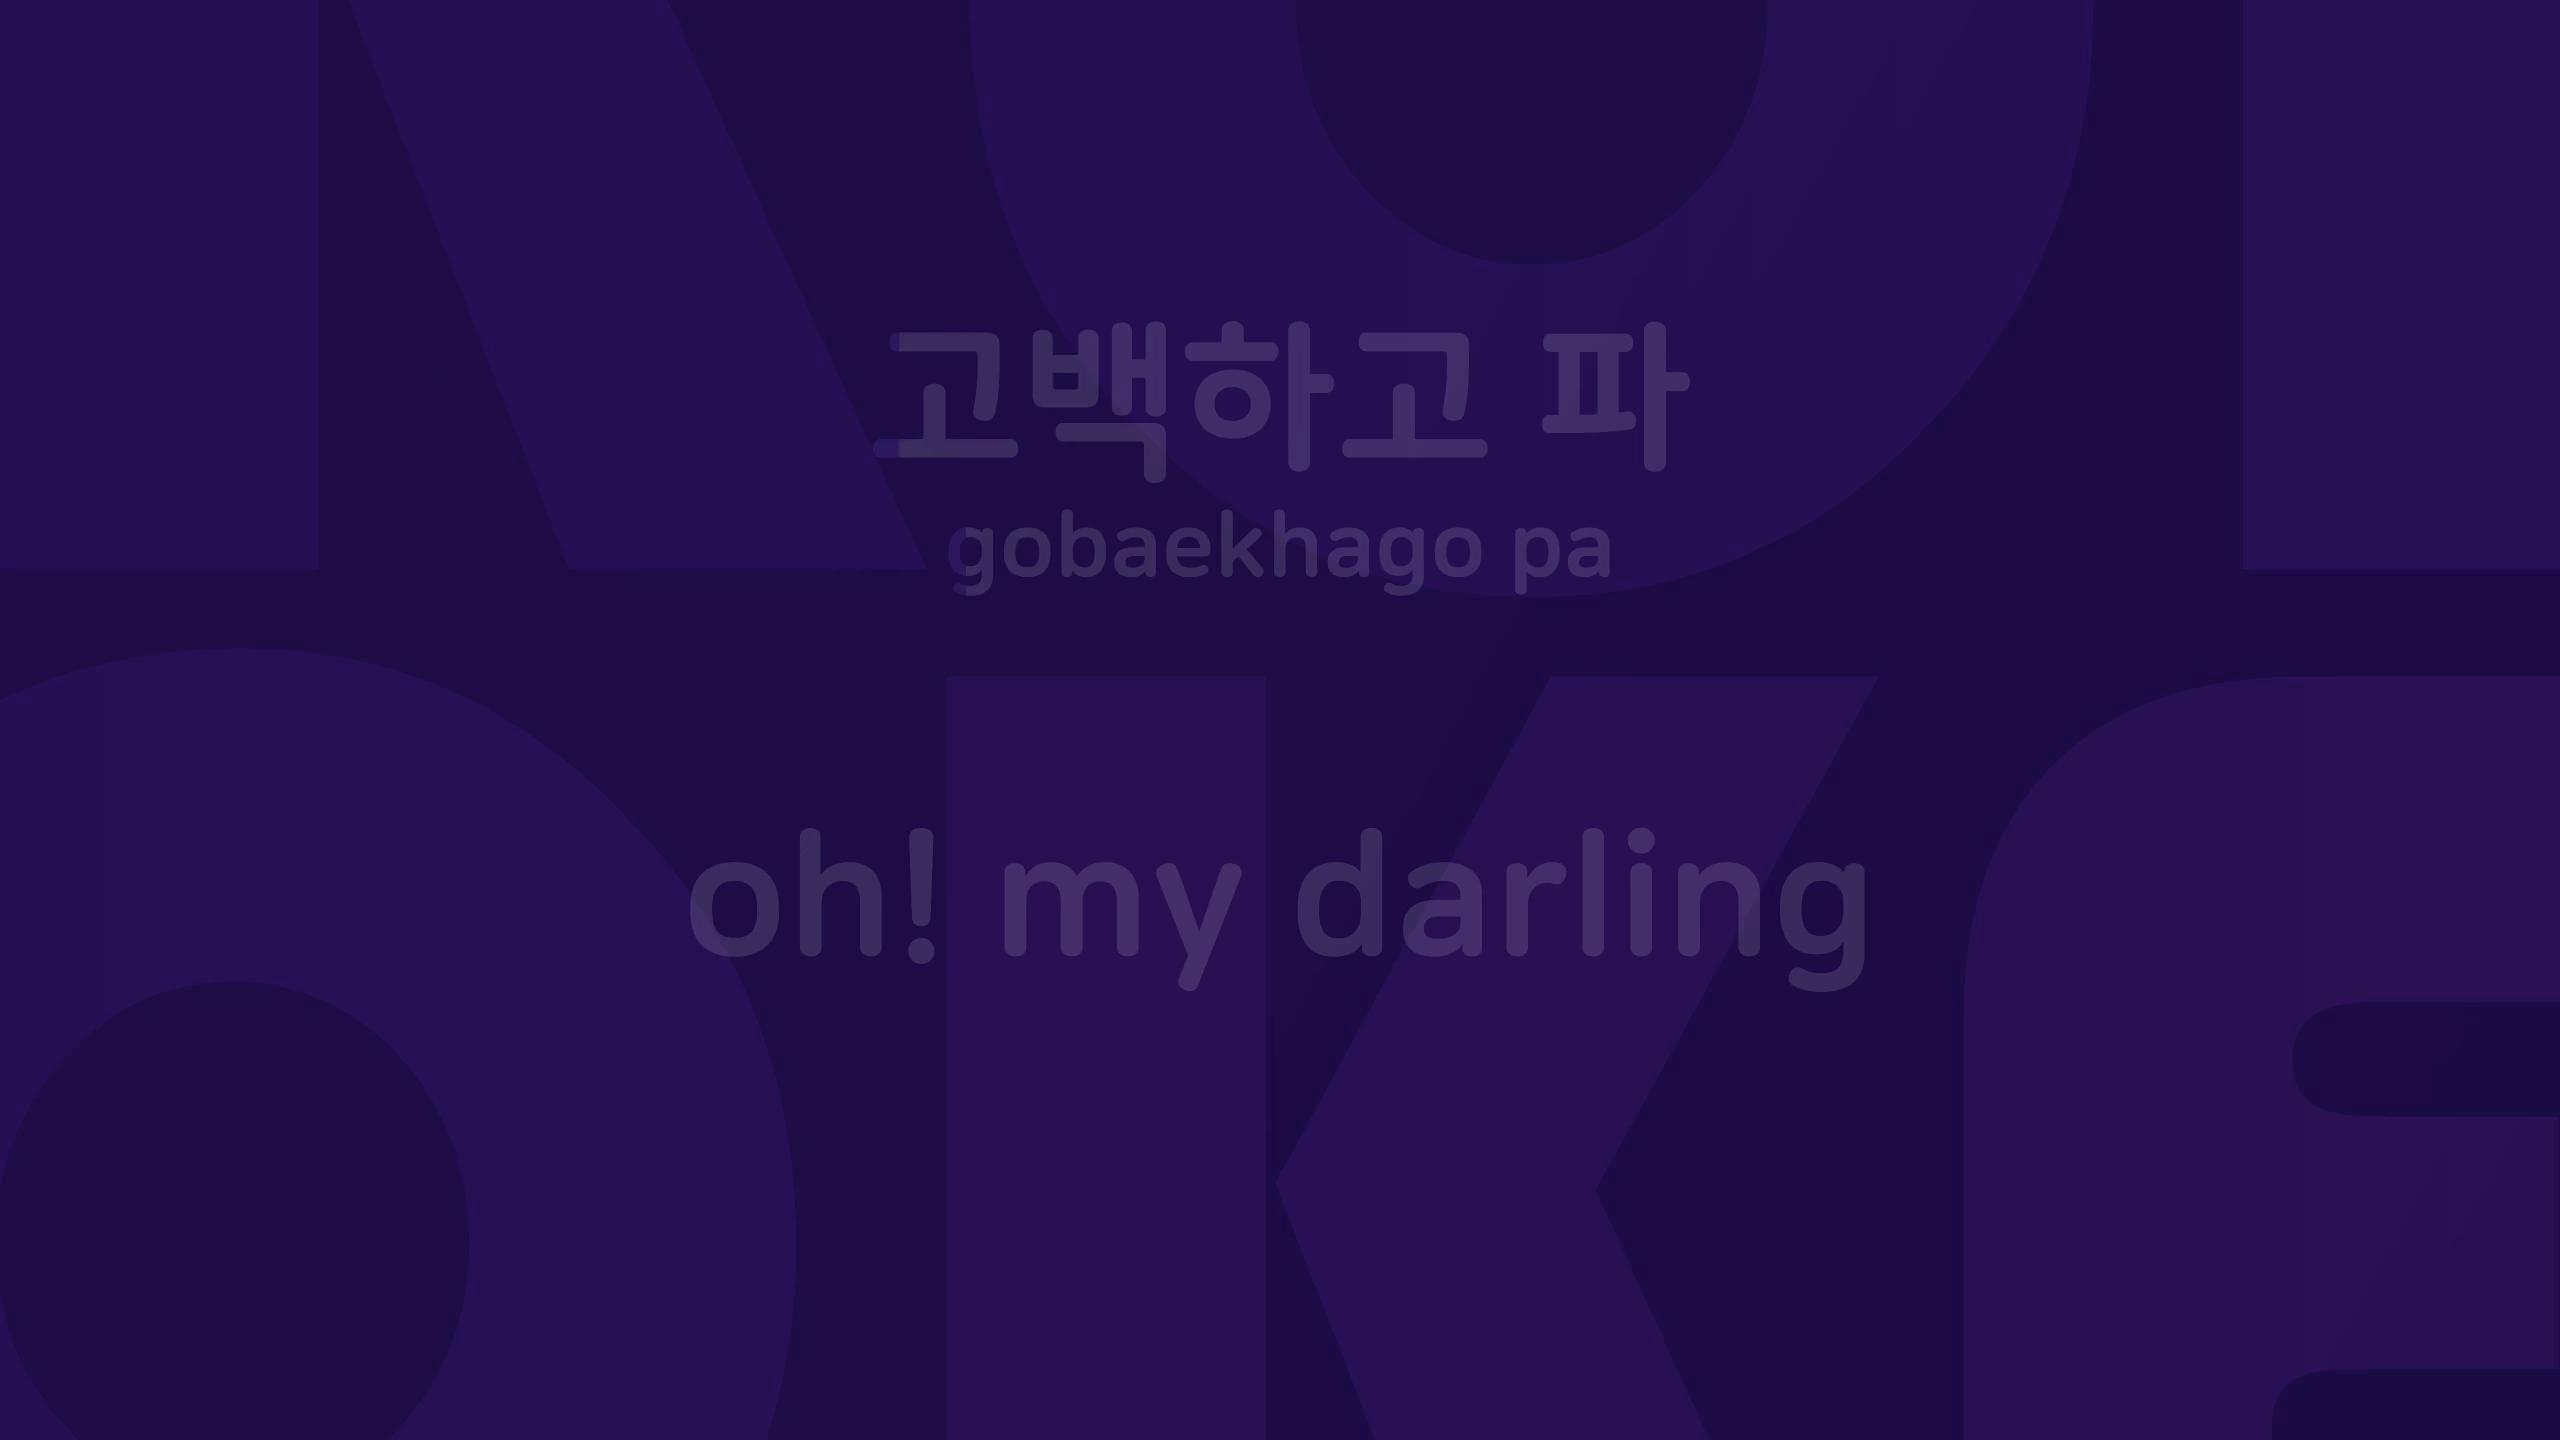 고백하고 파
gobaekhago pa
oh! my darling